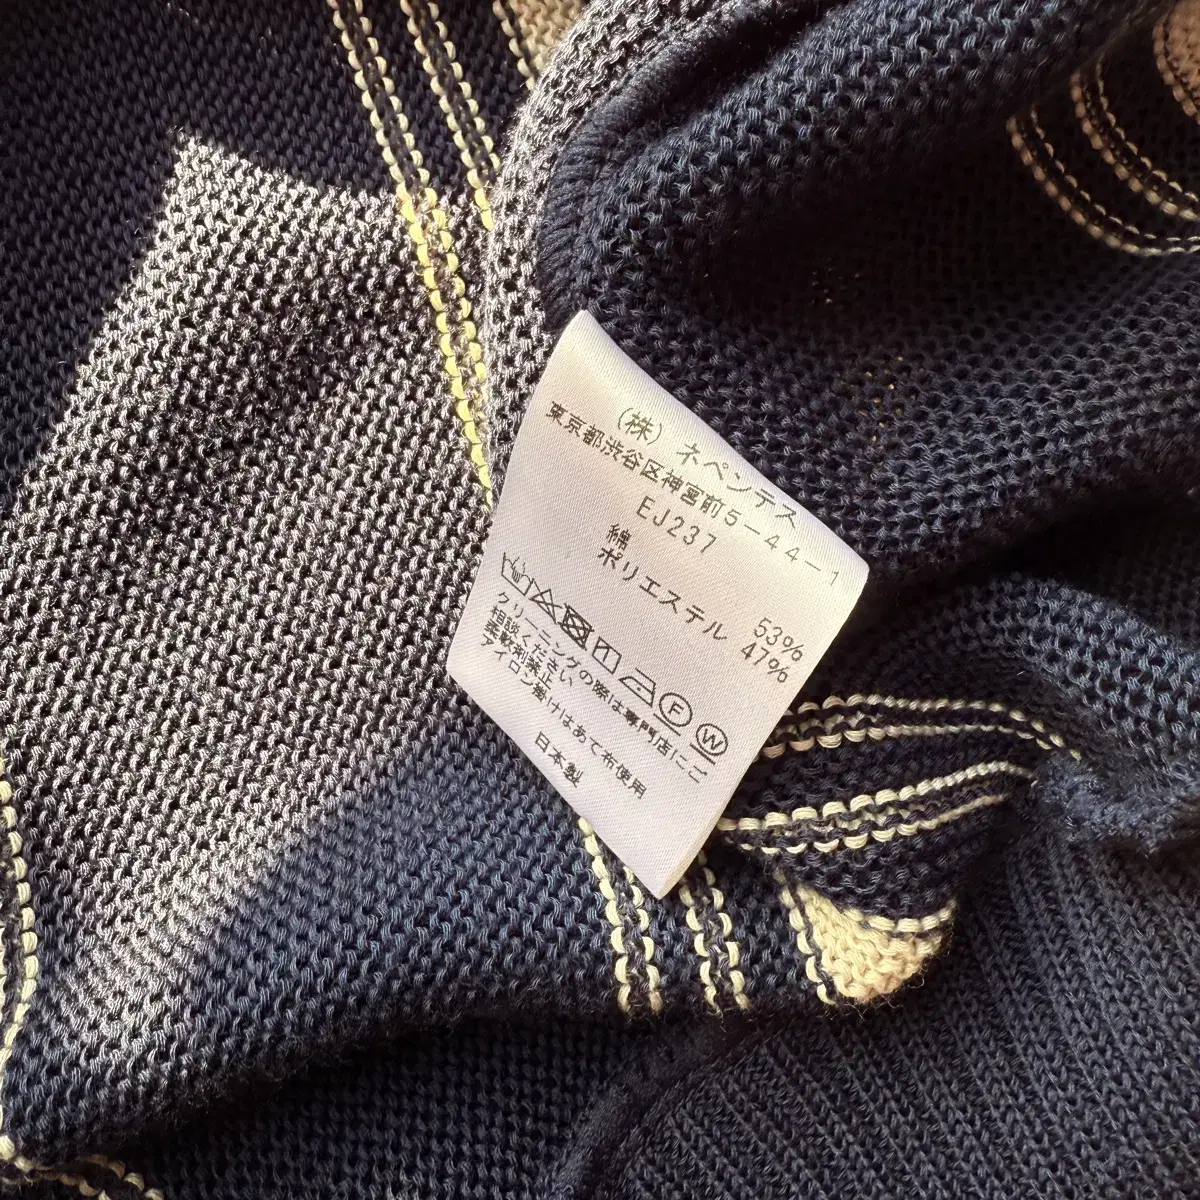 (株)ネペンテス
東京都渋谷区神宮前5-44-1
EJ237
綿 53%
ポリエステル 47%
F W
クリーニングの際は専門店にご
相談ください
柔軟剤禁止
アイロン掛けはあて布使用
日本製